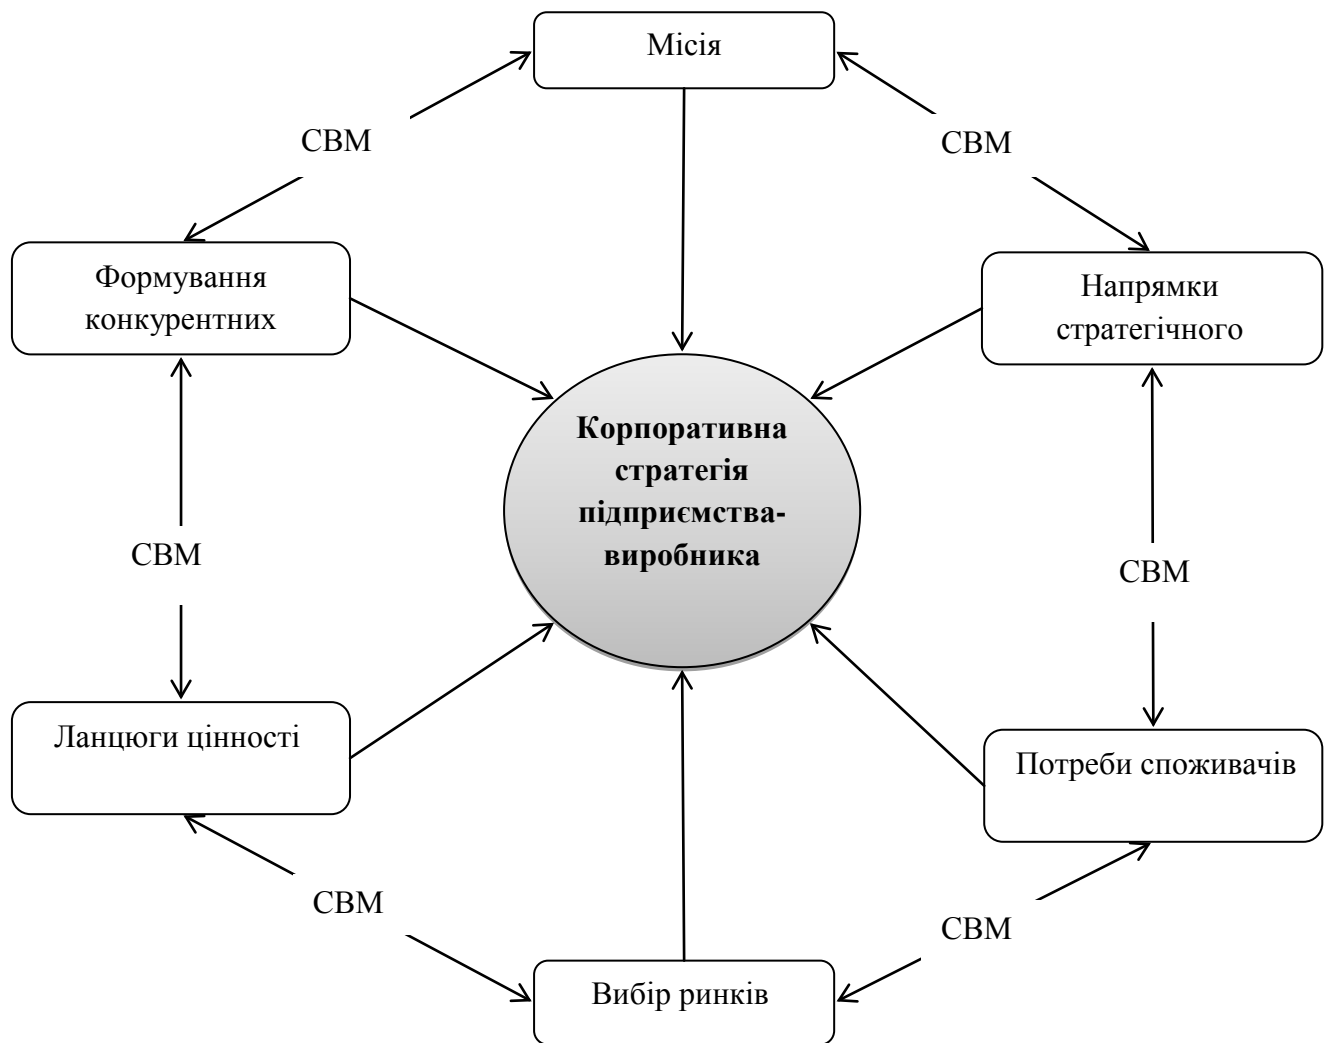 Місія
СВМ
СВМ
Формування
конкурентних
Напрямки
стратегічного
Корпоративна
стратегія
підприємства-
виробника
СВМ
СВМ
Ланцюги цінності
Потреби споживачів
СВМ
СВМ
Вибір ринків